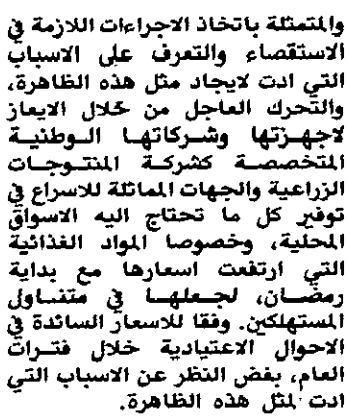 والمتمثلة باتخاذ الاجراءات اللازمة في
الاستقصاء والتعرف على الاسباب
التي ادت لايجاد مثل هذه الظاهرة،
والتحرك العاجل من خلال الايعاز
لاجهزتها وشركاتها الوطنية
المتخصصة كشركة المنتوجات
الزراعية والجهات المماثلة للاسراع في
توفير كل ما تحتاج اليه الاسواق
المحلية، وخصوصا المواد الغذائية
التي ارتفعت اسعارها مع بداية
رمضان، لجعلها في متناول
المستهلكين. وفقا للاسعار السائدة في
الاحوال الاعتيادية خلال فترات
العام، بغض النظر عن الاسباب التي
ادت لمثل هذه الظاهرة.